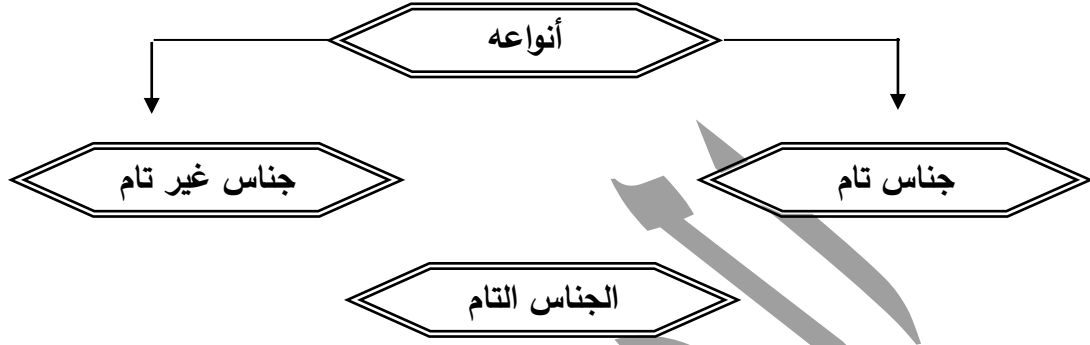 أنواعه
جناس تام
جناس غير تام
الجناس التام